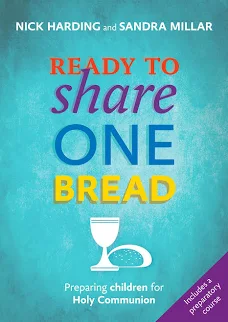 NICK HARDING and SANDRA MILLAR
READY TO
share
ONE
BREAD
Preparing children for
Holy Communion
Includes a
preparatory
course